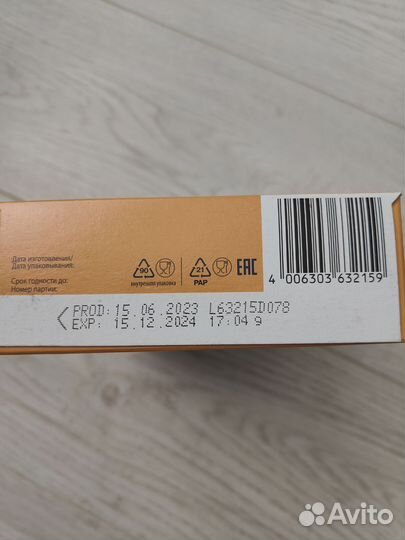 Дата изготовления/
Дата упаковывания:
Срок годности до:
Номер партии:
90
внутренняя упаковка
21
PAP
EAC
4 006303 632159
PROD: 15.06.2023 L63215D078
EXP: 15.12.2024 17:04 9
Avito